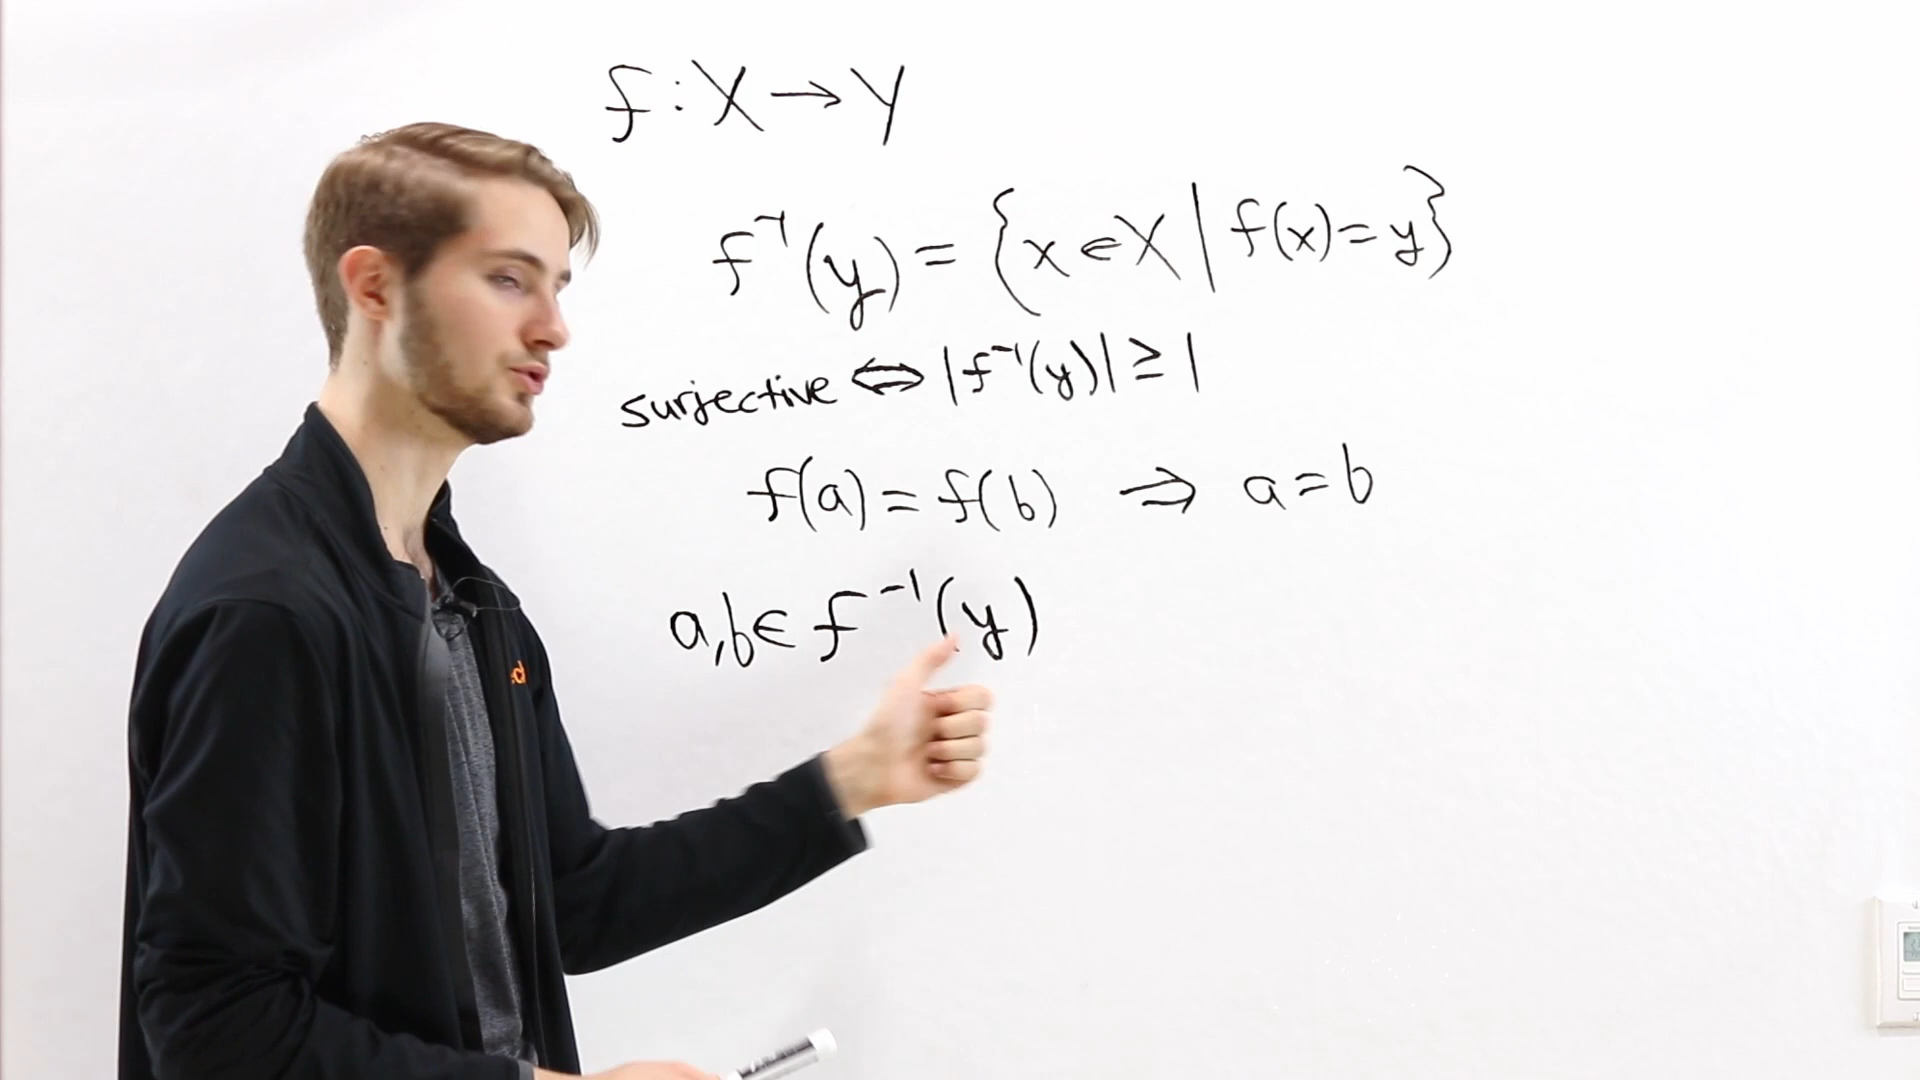 f : X → Y
f⁻¹(y) = {x ∈ X | f(x) = y}
surjective ⇔ |f⁻¹(y)| ≥ 1
f(a) = f(b) ⇒ a = b
a, b ∈ f⁻¹(y)